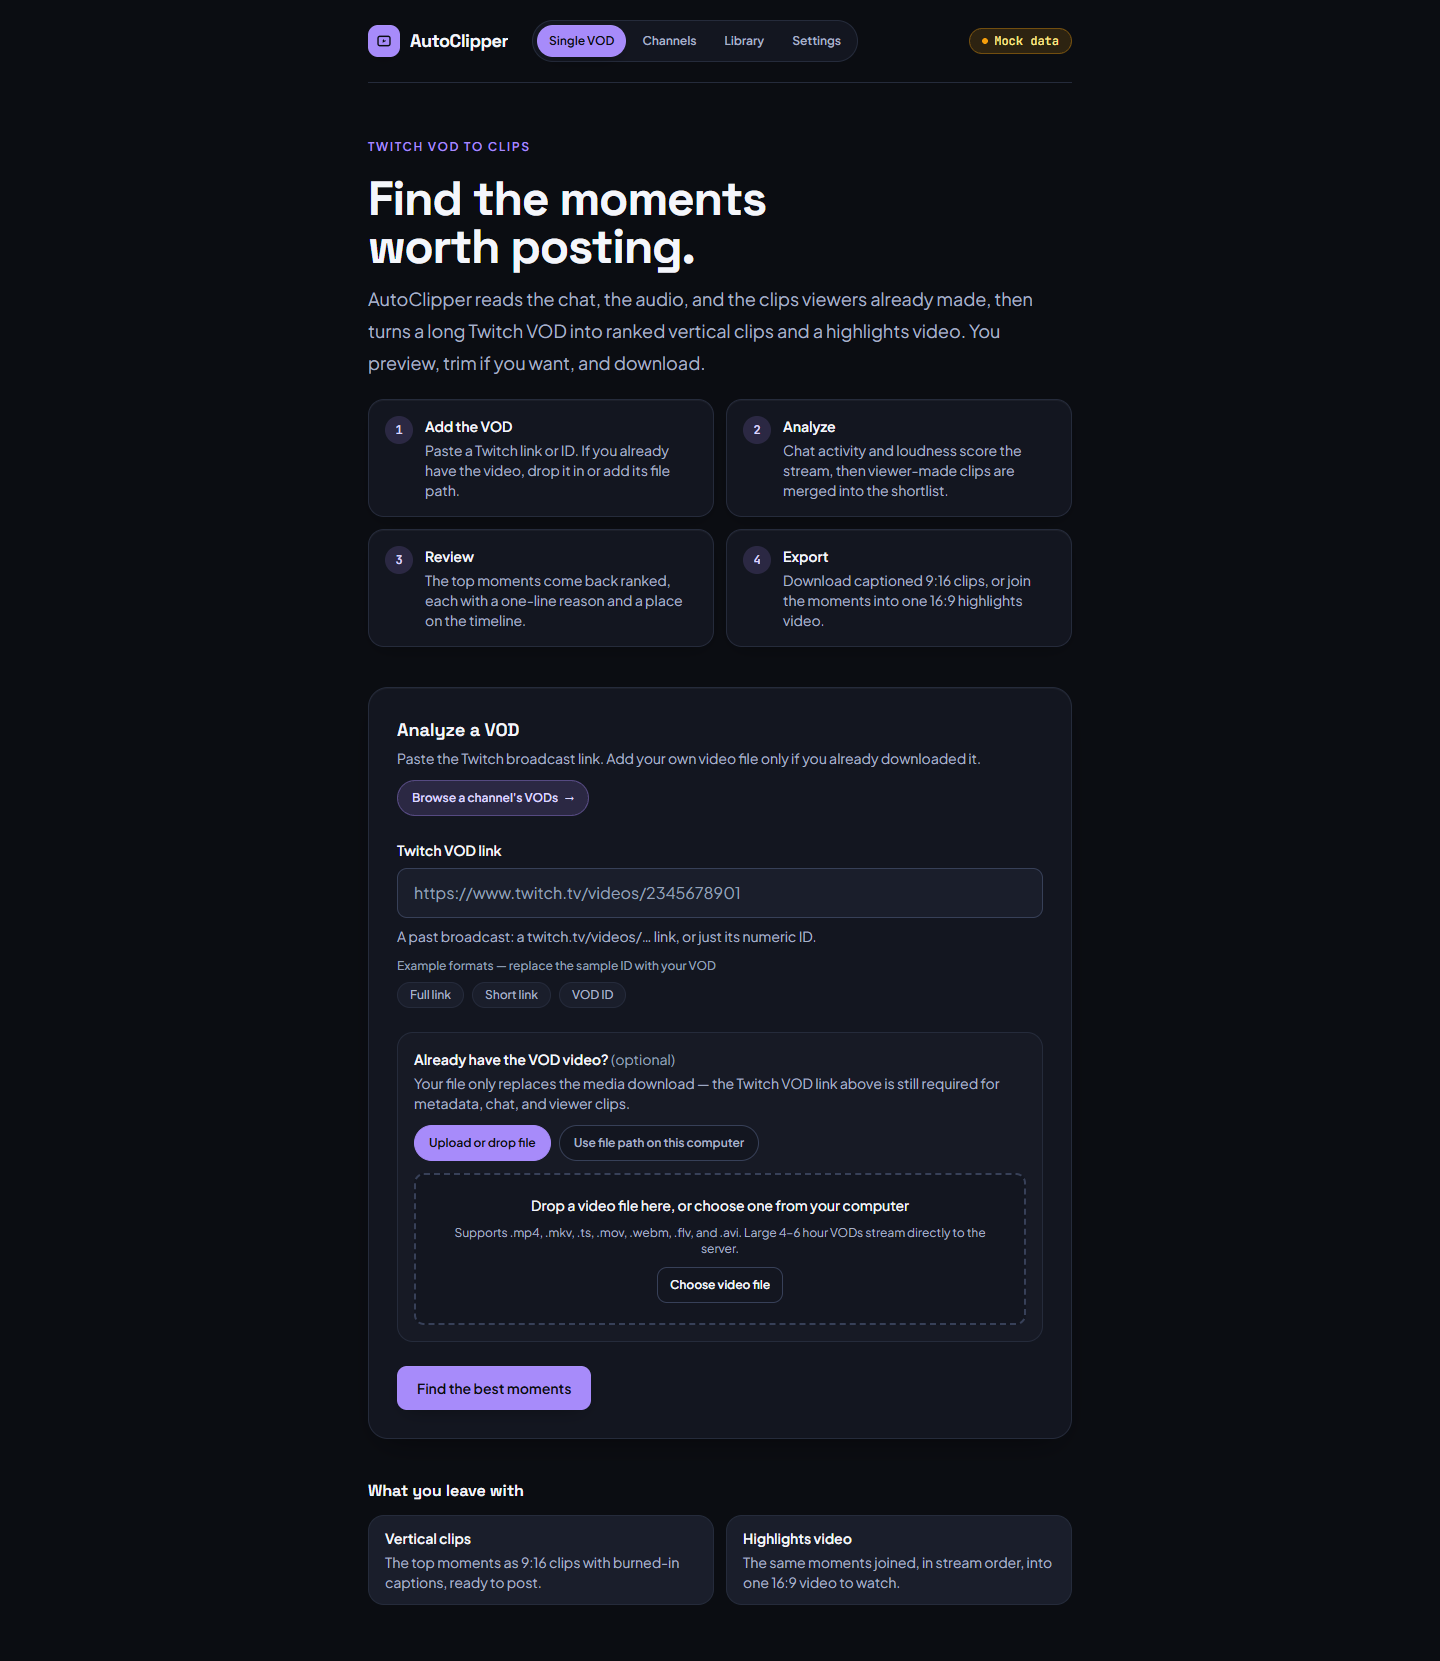 AutoClipper
Single VOD
Channels
Library
Settings
Mock data
TWITCH VOD TO CLIPS
Find the moments
worth posting.
AutoClipper reads the chat, the audio, and the clips viewers already made, then
turns a long Twitch VOD into ranked vertical clips and a highlights video. You
preview, trim if you want, and download.
1
Add the VOD
Paste a Twitch link or ID. If you already
have the video, drop it in or add its file
path.
2
Analyze
Chat activity and loudness score the
stream, then viewer-made clips are
merged into the shortlist.
3
Review
The top moments come back ranked,
each with a one-line reason and a place
on the timeline.
4
Export
Download captioned 9:16 clips, or join
the moments into one 16:9 highlights
video.
Analyze a VOD
Paste the Twitch broadcast link. Add your own video file only if you already downloaded it.
Browse a channel's VODs →
Twitch VOD link
https://www.twitch.tv/videos/2345678901
A past broadcast: a twitch.tv/videos/… link, or just its numeric ID.
Example formats — replace the sample ID with your VOD
Full link
Short link
VOD ID
Already have the VOD video? (optional)
Your file only replaces the media download — the Twitch VOD link above is still required for
metadata, chat, and viewer clips.
Upload or drop file
Use file path on this computer
Drop a video file here, or choose one from your computer
Supports .mp4, .mkv, .ts, .mov, .webm, .flv, and .avi. Large 4–6 hour VODs stream directly to the
server.
Choose video file
Find the best moments
What you leave with
Vertical clips
The top moments as 9:16 clips with burned-in
captions, ready to post.
Highlights video
The same moments joined, in stream order, into
one 16:9 video to watch.